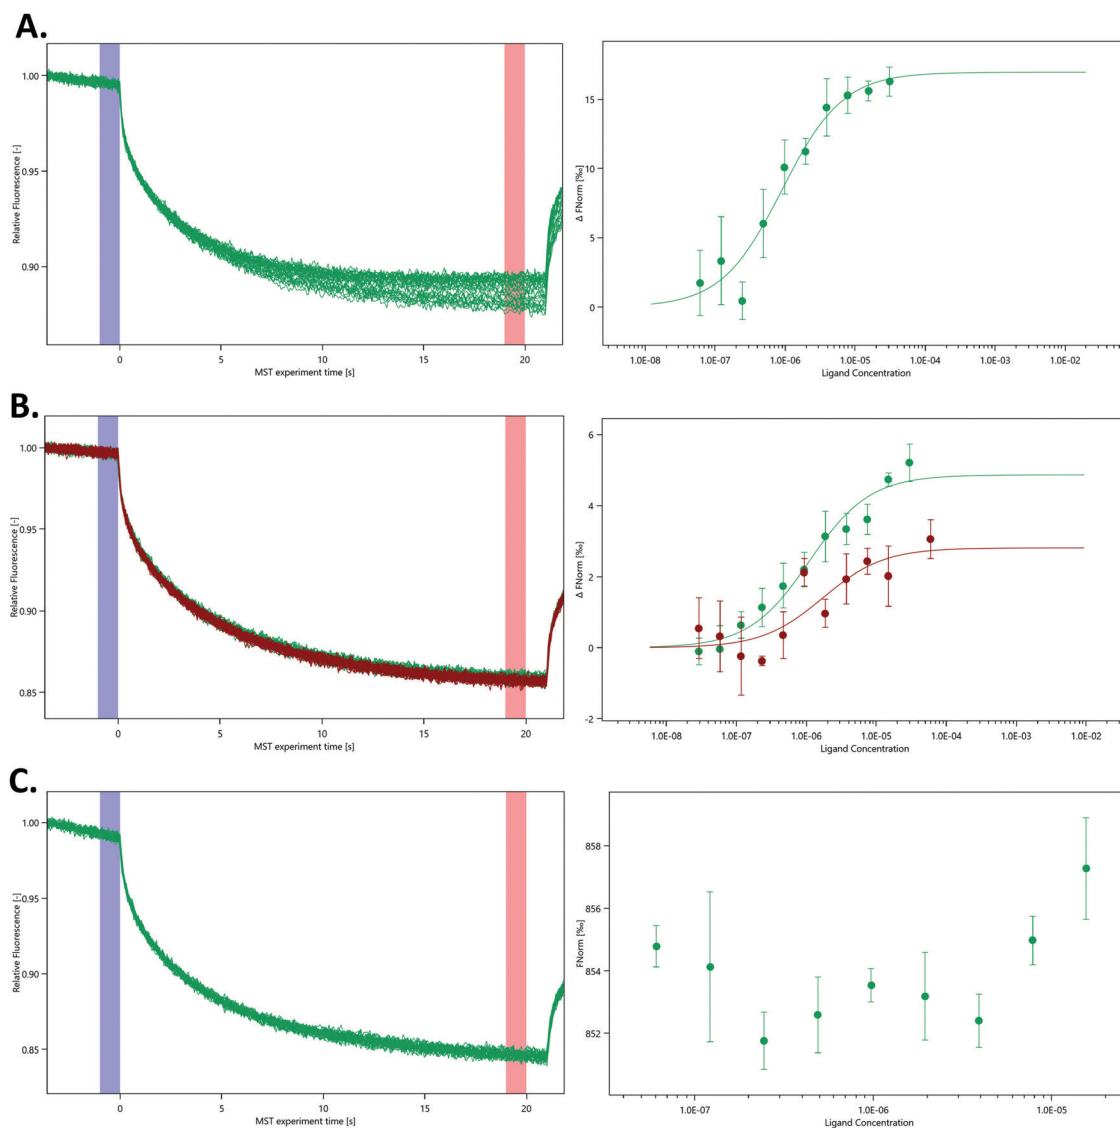 A.
1.00
0.95
0.90
Relative Fluorescence [-]
0 5 10 15 20
MST experiment time [s]
15
10
5
0
Δ FNorm [‰]
1.0E-08 1.0E-07 1.0E-06 1.0E-05 1.0E-04 1.0E-03 1.0E-02
Ligand Concentration
B.
1.00
0.95
0.90
0.85
Relative Fluorescence [-]
0 5 10 15 20
MST experiment time [s]
6
4
2
0
-2
Δ FNorm [‰]
1.0E-08 1.0E-07 1.0E-06 1.0E-05 1.0E-04 1.0E-03 1.0E-02
Ligand Concentration
C.
1.00
0.95
0.90
0.85
Relative Fluorescence [-]
0 5 10 15 20
MST experiment time [s]
858
856
854
852
FNorm [‰]
1.0E-07 1.0E-06 1.0E-05
Ligand Concentration